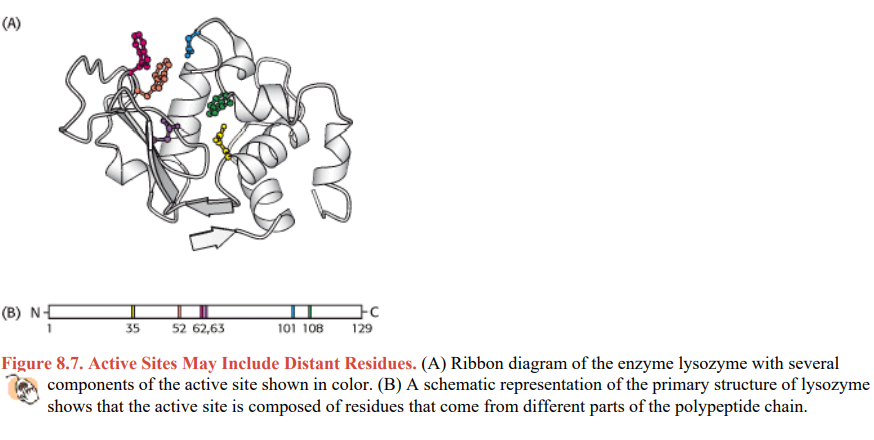 (A)
(B) N C
1 35 52 62,63 101 108 129
Figure 8.7. Active Sites May Include Distant Residues. (A) Ribbon diagram of the enzyme lysozyme with several
components of the active site shown in color. (B) A schematic representation of the primary structure of lysozyme
shows that the active site is composed of residues that come from different parts of the polypeptide chain.